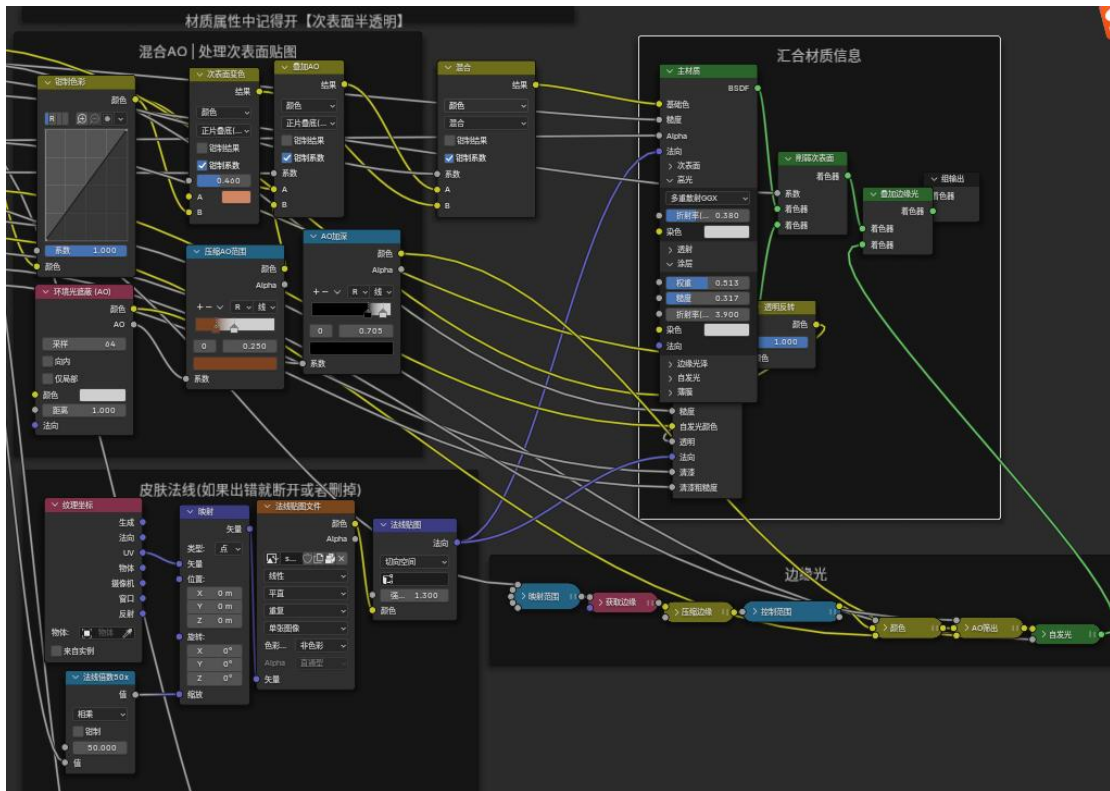 材质属性中记得开【次表面半透明】
混合AO | 处理次表面贴图
钳制色彩
颜色
R
系数 1.000
颜色
次表面变色
结果
颜色
正片叠底(...
钳制结果
钳制系数
0.460
A
B
叠加AO
结果
颜色
正片叠底(...
钳制结果
钳制系数
系数
A
B
混合
结果
颜色
混合
钳制结果
钳制系数
系数
A
B
环境光遮蔽 (AO)
颜色
AO
采样 64
向内
仅局部
颜色
距离 1.000
法向
压缩AO范围
颜色
Alpha
R
线
0 0.250
系数
AO加深
颜色
Alpha
R
线
0 0.705
系数
汇合材质信息
主材质
BSDF
基础色
糙度
Alpha
法向
次表面
高光
多重散射GGX
折射率(... 0.380
染色
透射
涂层
权重 0.513
糙度 0.317
折射率(... 3.900
染色
法向
边缘光泽
自发光
薄膜
糙度
自发光颜色
透明
法向
清漆
清漆粗糙度
透明反转
颜色
1.000
颜色
削弱次表面
着色器
系数
着色器
着色器
叠加边缘光
着色器
着色器
着色器
组输出
皮肤法线(如果出错就断开或者删掉)
纹理坐标
生成
法向
UV
物体
摄像机
窗口
反射
物体: 物体
来自实例
映射
矢量
类型: 点
矢量
位置:
X 0 m
Y 0 m
Z 0 m
旋转:
X 0°
Y 0°
Z 0°
缩放
法线贴图文件
颜色
Alpha
s...
线性
平直
重复
单张图像
色彩... 非色彩
Alpha 直通型
矢量
法线贴图
法向
切向空间
强... 1.300
颜色
法线倍数50x
值
相乘
钳制
50.000
值
边缘光
映射范围
获取边缘
压缩边缘
控制范围
颜色
AO筛出
自发光